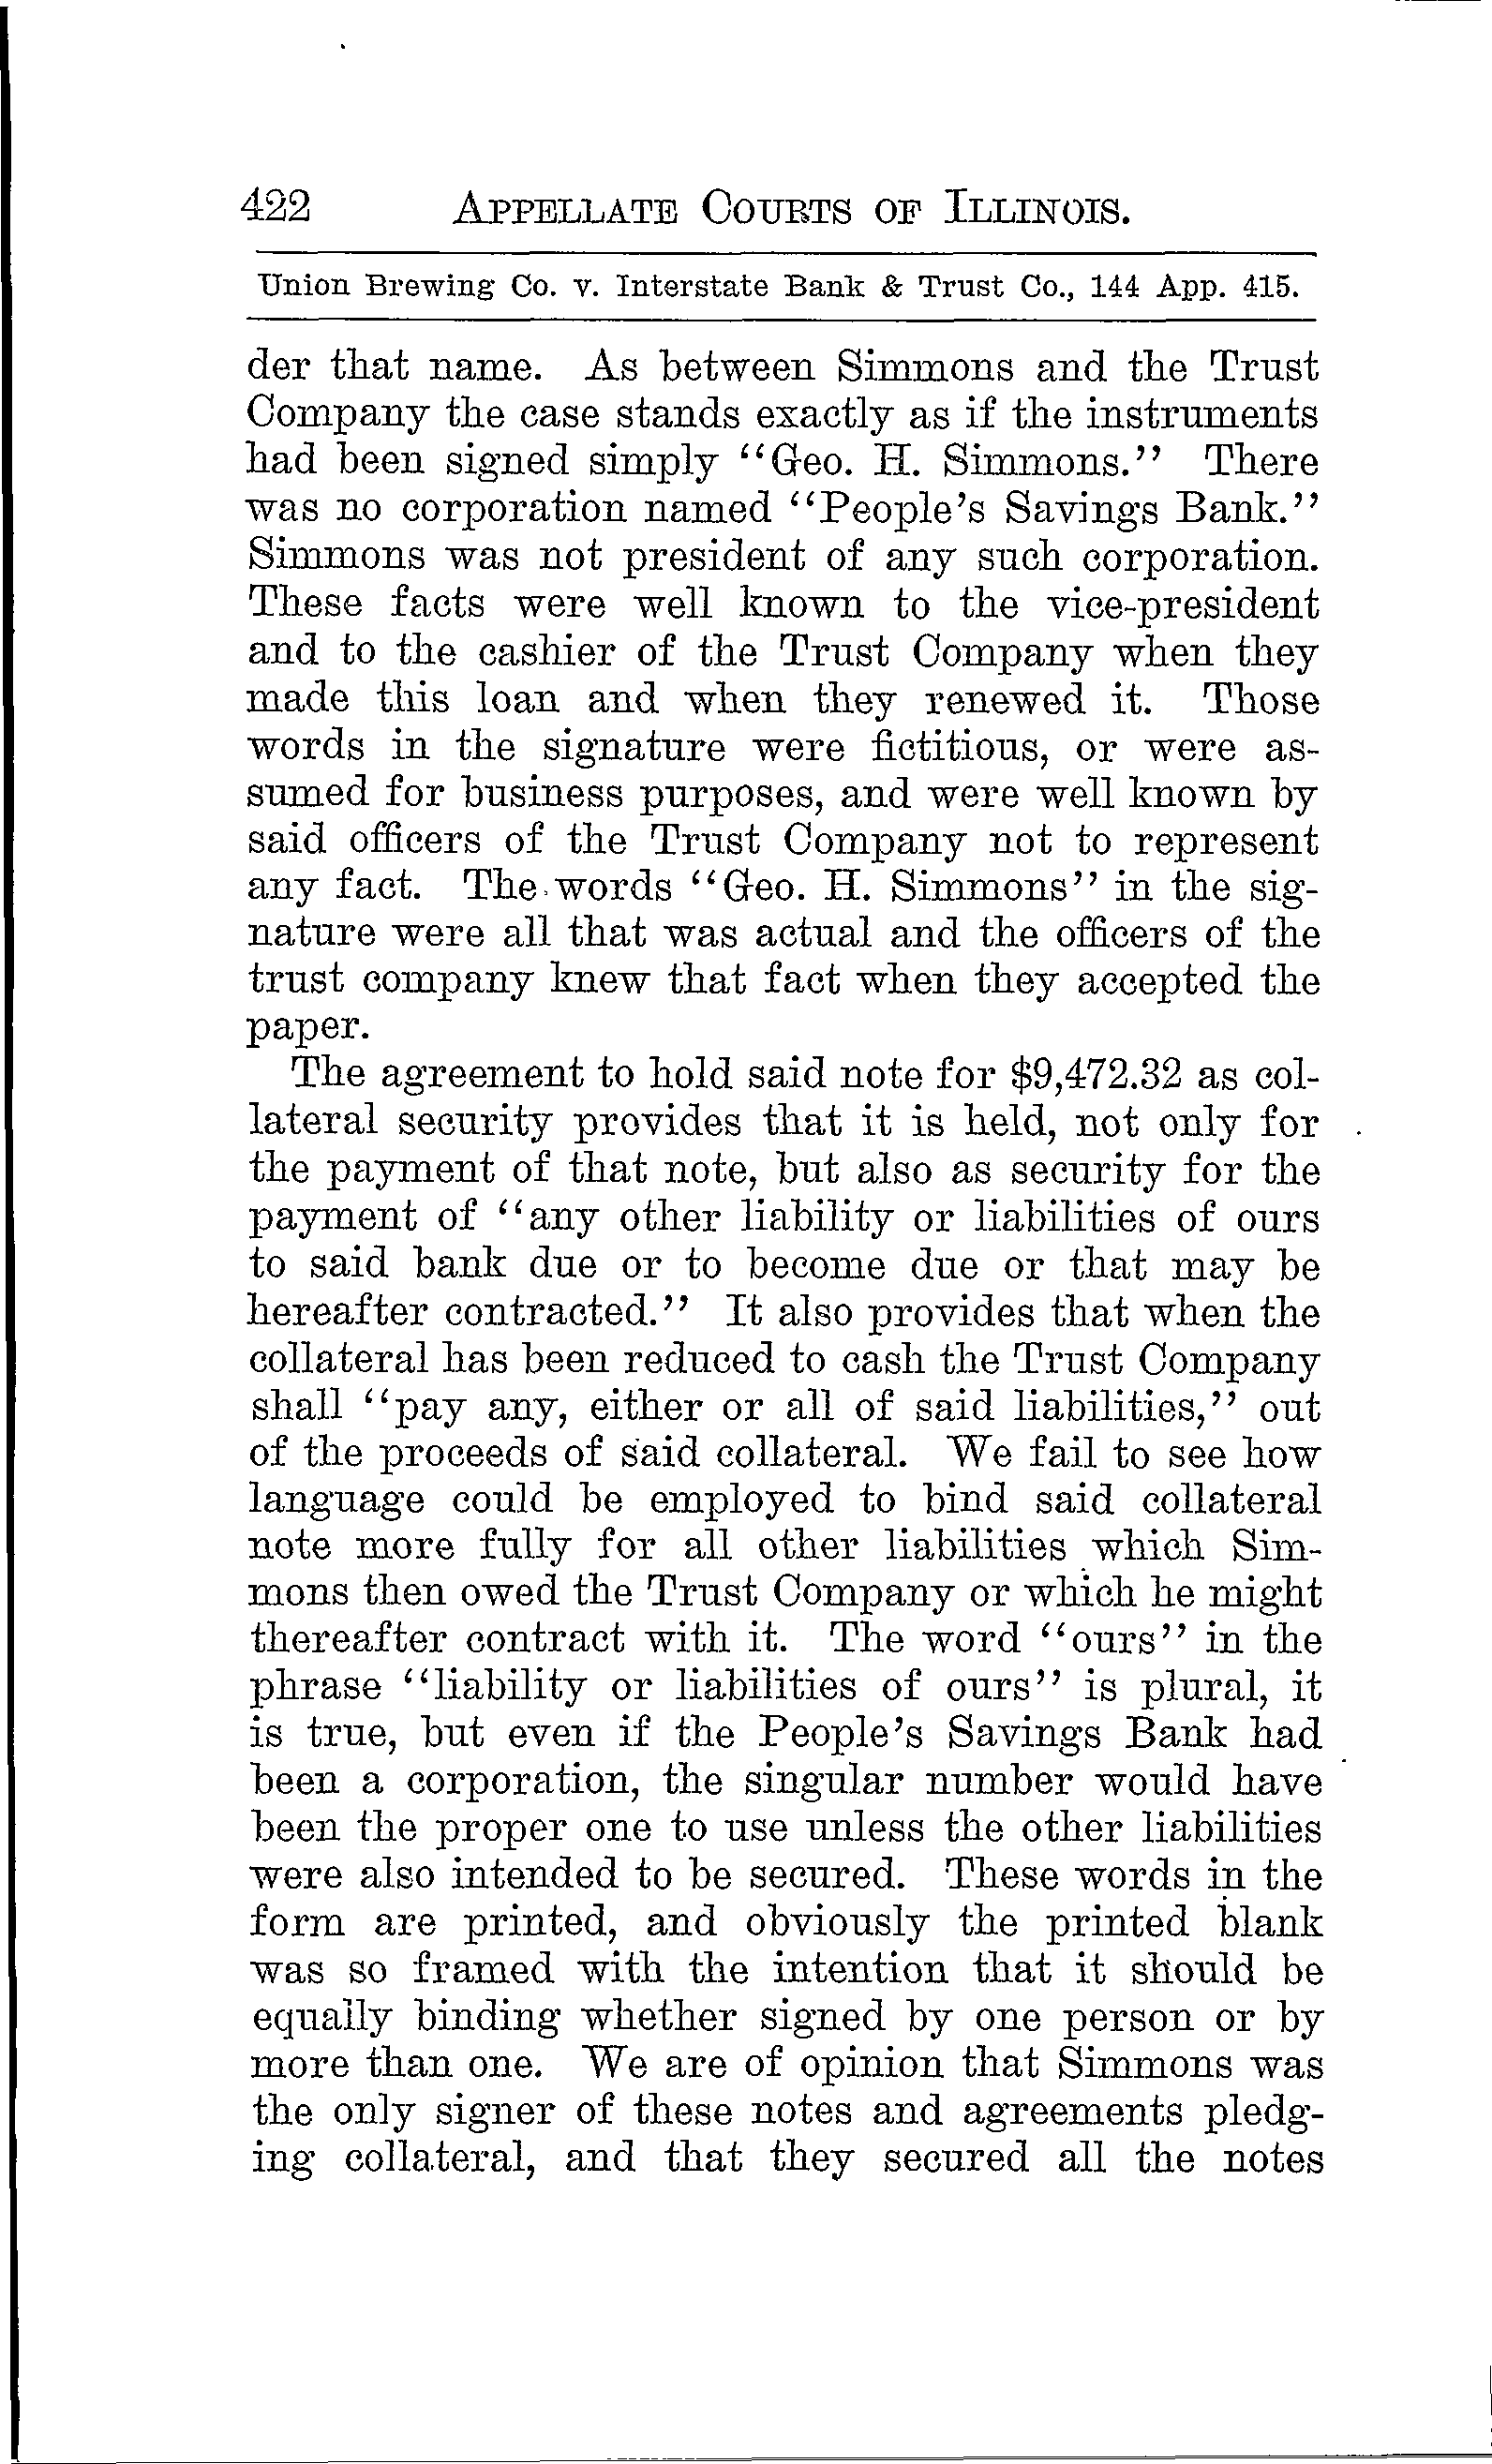 422 APPELLATE COURTS OF ILLINOIS.
Union Brewing Co. v. Interstate Bank & Trust Co., 144 App. 415.
der that name. As between Simmons and the Trust
Company the case stands exactly as if the instruments
had been signed simply "Geo. H. Simmons." There
was no corporation named "People's Savings Bank."
Simmons was not president of any such corporation.
These facts were well known to the vice-president
and to the cashier of the Trust Company when they
made this loan and when they renewed it. Those
words in the signature were fictitious, or were as-
sumed for business purposes, and were well known by
said officers of the Trust Company not to represent
any fact. The words "Geo. H. Simmons" in the sig-
nature were all that was actual and the officers of the
trust company knew that fact when they accepted the
paper.
The agreement to hold said note for $9,472.32 as col-
lateral security provides that it is held, not only for
the payment of that note, but also as security for the
payment of "any other liability or liabilities of ours
to said bank due or to become due or that may be
hereafter contracted." It also provides that when the
collateral has been reduced to cash the Trust Company
shall "pay any, either or all of said liabilities," out
of the proceeds of said collateral. We fail to see how
language could be employed to bind said collateral
note more fully for all other liabilities which Sim-
mons then owed the Trust Company or which he might
thereafter contract with it. The word "ours" in the
phrase "liability or liabilities of ours" is plural, it
is true, but even if the People's Savings Bank had
been a corporation, the singular number would have
been the proper one to use unless the other liabilities
were also intended to be secured. These words in the
form are printed, and obviously the printed blank
was so framed with the intention that it should be
equally binding whether signed by one person or by
more than one. We are of opinion that Simmons was
the only signer of these notes and agreements pledg-
ing collateral, and that they secured all the notes